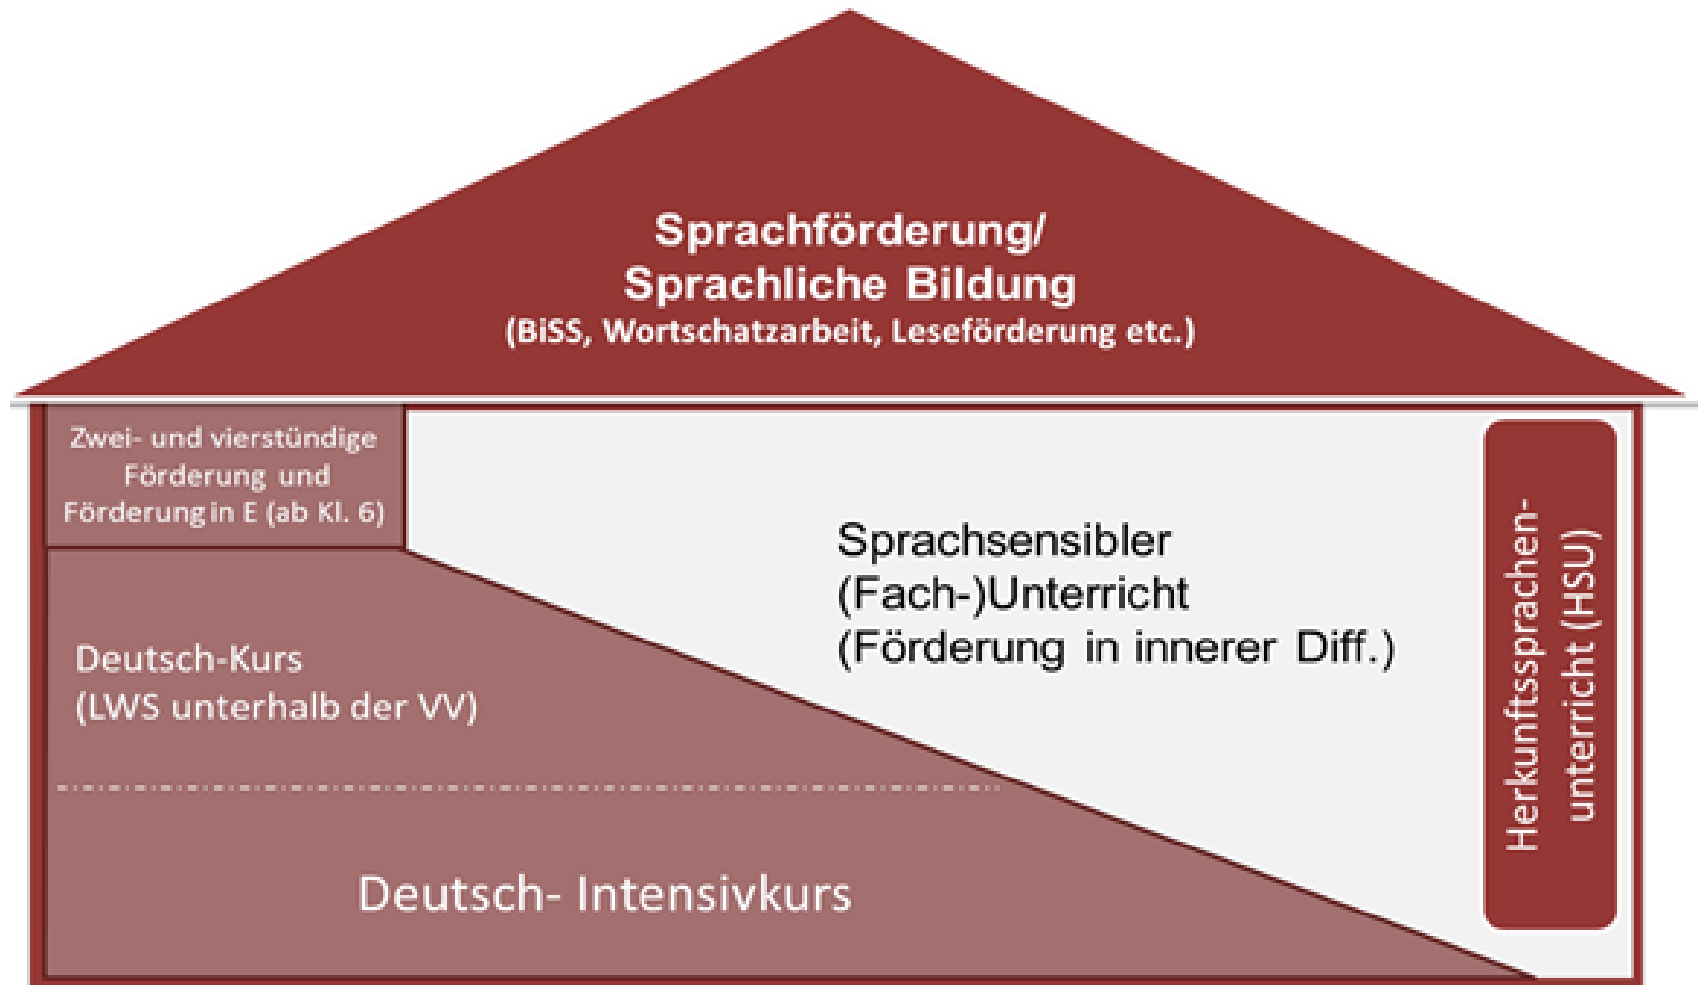 Sprachförderung/
Sprachliche Bildung
(BiSS, Wortschatzarbeit, Leseförderung etc.)
Zwei- und vierstündige
Förderung und
Förderung in E (ab Kl. 6)
Deutsch-Kurs
(LWS unterhalb der VV)
Deutsch- Intensivkurs
Sprachsensibler
(Fach-)Unterricht
(Förderung in innerer Diff.)
Herkunftssprachen-
unterricht (HSU)